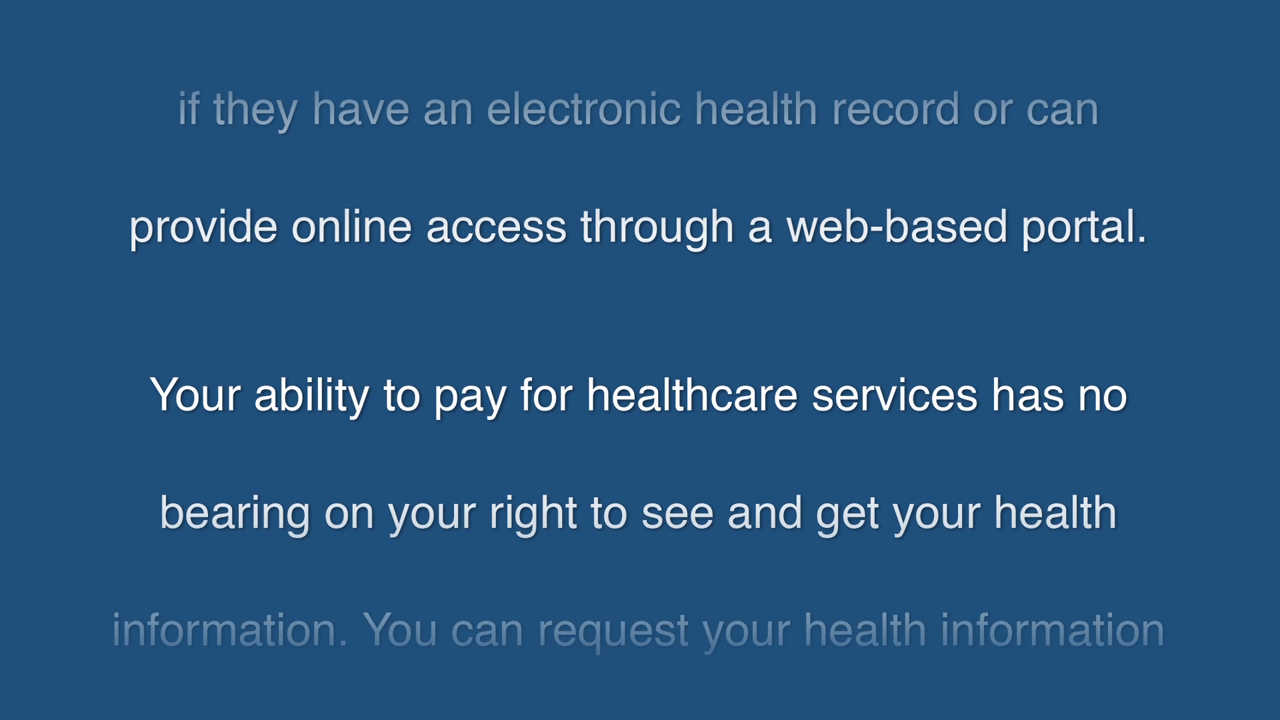 if they have an electronic health record or can
provide online access through a web-based portal.
Your ability to pay for healthcare services has no
bearing on your right to see and get your health
information. You can request your health information